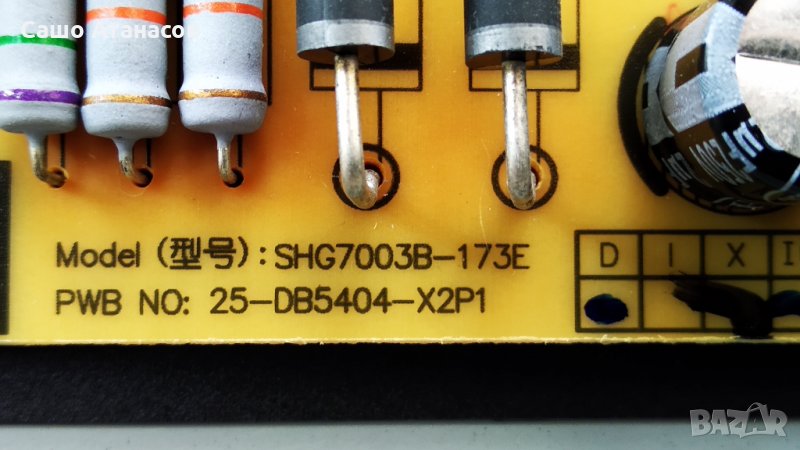 Сашо Атанасов
Model (型号): SHG7003B-173E
PWB NO: 25-DB5404-X2P1
D I X I
BAZAR